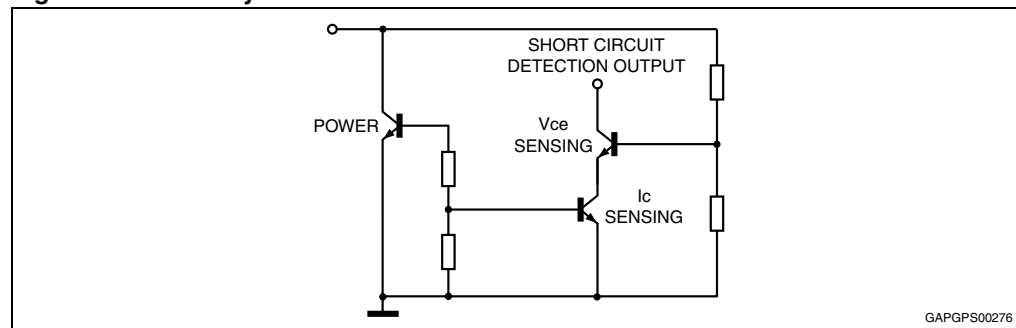 SHORT CIRCUIT
DETECTION OUTPUT
POWER
Vce
SENSING
Ic
SENSING
GAPGPS00276